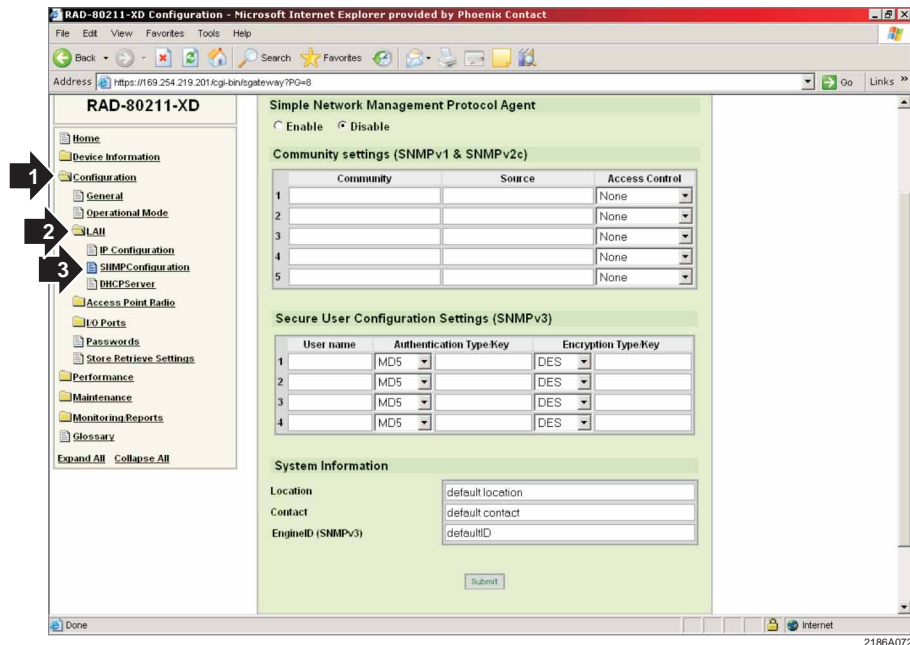 RAD-80211-XD Configuration - Microsoft Internet Explorer provided by Phoenix Contact
File Edit View Favorites Tools Help
Back Search Favorites
Address https://169.254.219.201/cgi-bin/sgateway?PG=8 Go Links »
RAD-80211-XD
Home
Device Information
1 Configuration
General
Operational Mode
2 LAN
IP Configuration
3 SNMPConfiguration
DHCPServer
Access Point Radio
I/O Ports
Passwords
Store Retrieve Settings
Performance
Maintenance
Monitoring/Reports
Glossary
Expand All Collapse All
Simple Network Management Protocol Agent
Enable Disable
Community settings (SNMPv1 & SNMPv2c)
Community Source Access Control
1 None
2 None
3 None
4 None
5 None
Secure User Configuration Settings (SNMPv3)
User name Authentication Type/Key Encryption Type/Key
1 MD5 DES
2 MD5 DES
3 MD5 DES
4 MD5 DES
System Information
Location default location
Contact default contact
EngineID (SNMPv3) defaultID
Submit
Done Internet
2186A072